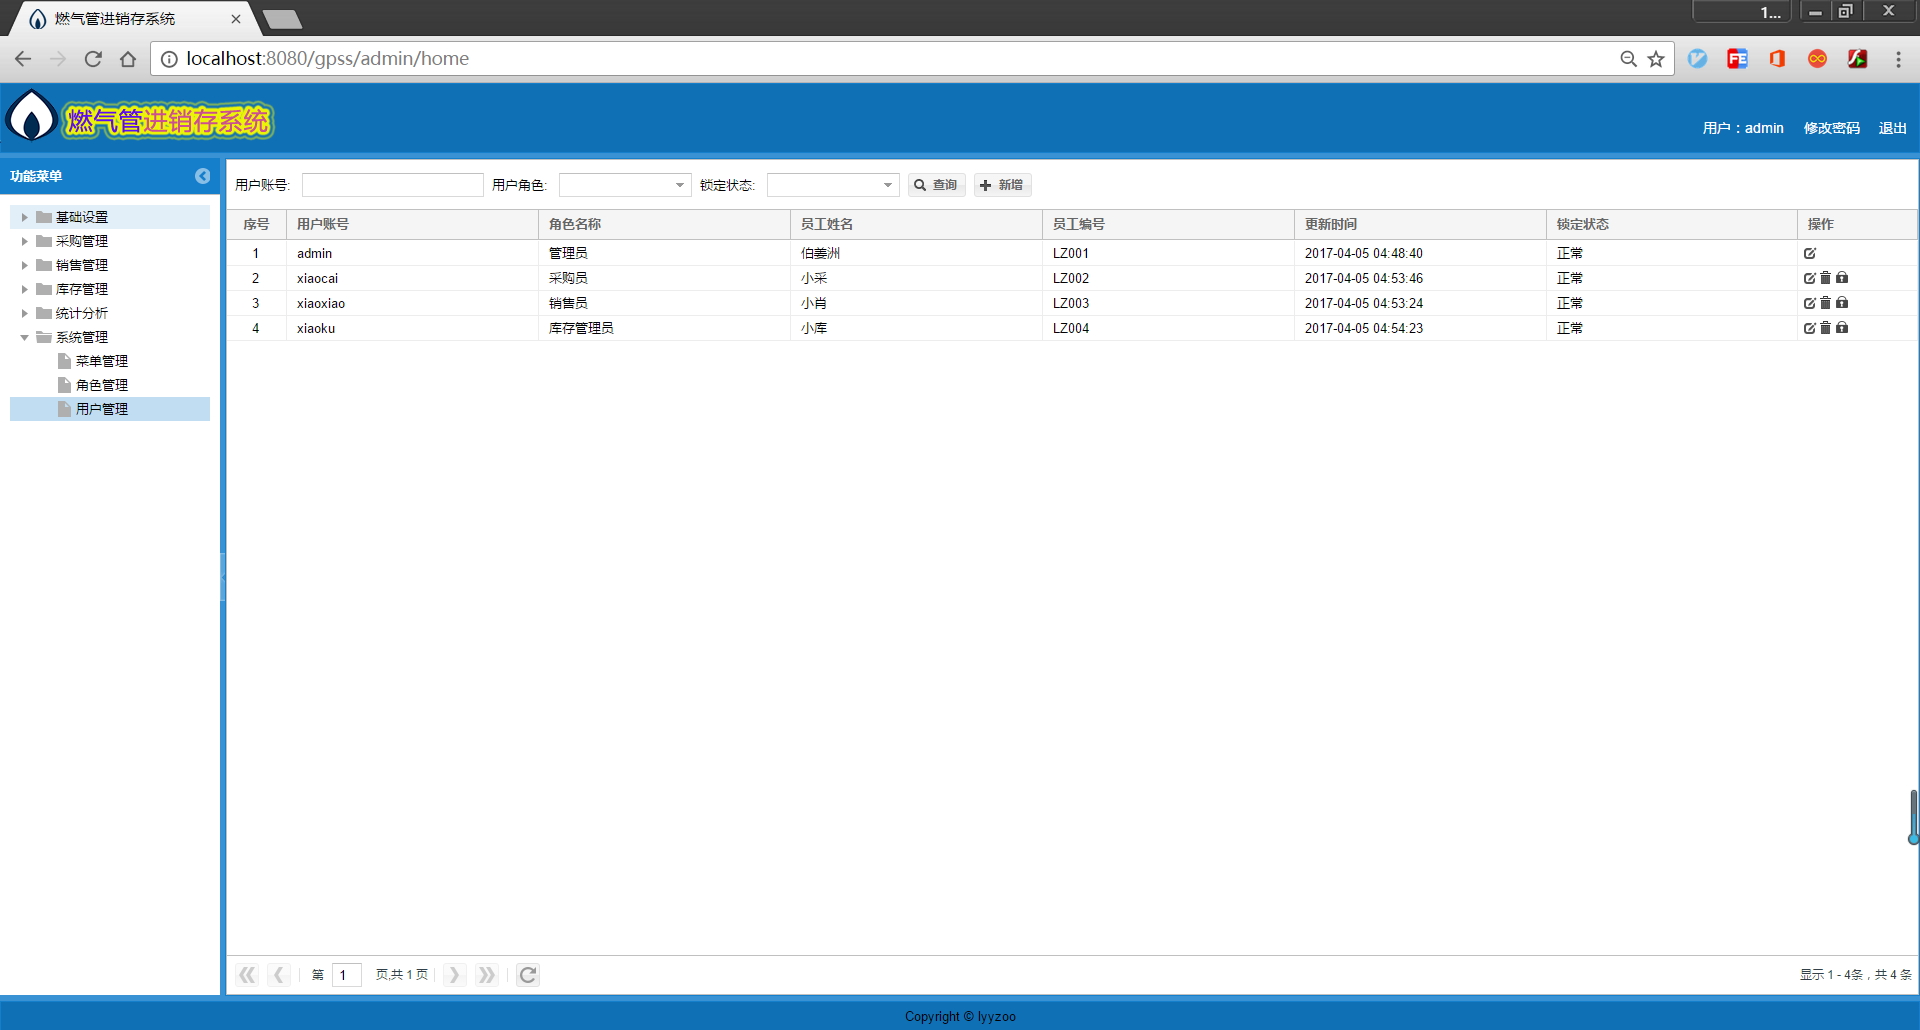 燃气管进销存系统
1...
localhost:8080/gpss/admin/home
燃气管进销存系统
用户：admin 修改密码 退出
功能菜单
基础设置
采购管理
销售管理
库存管理
统计分析
系统管理
菜单管理
角色管理
用户管理
用户账号: 用户角色: 锁定状态: 查询 新增
序号 用户账号 角色名称 员工姓名 员工编号 更新时间 锁定状态 操作
1 admin 管理员 伯姜洲 LZ001 2017-04-05 04:48:40 正常
2 xiaocai 采购员 小采 LZ002 2017-04-05 04:53:46 正常
3 xiaoxiao 销售员 小肖 LZ003 2017-04-05 04:53:24 正常
4 xiaoku 库存管理员 小库 LZ004 2017-04-05 04:54:23 正常
第 1 页,共 1 页
显示 1 - 4条，共 4 条
Copyright © lyyzoo